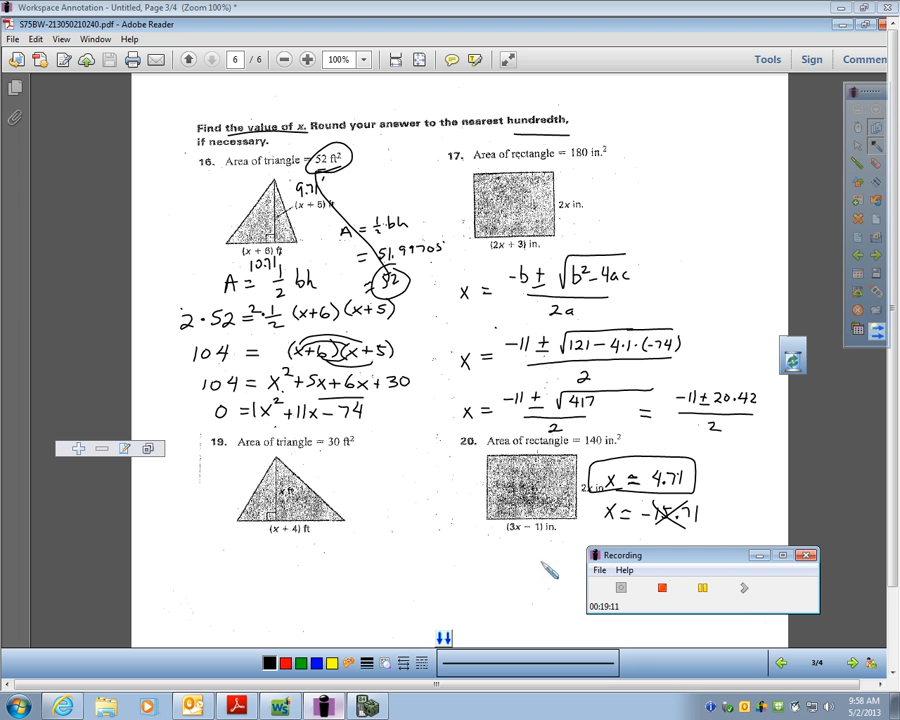 Workspace Annotation - Untitled, Page 3/4 (Zoom 100%) *
S75BW-213050210240.pdf - Adobe Reader
File Edit View Window Help
6 / 6 100% Tools Sign Commen
Find the value of x. Round your answer to the nearest hundredth,
if necessary.
16. Area of triangle = 52 ft²
9.71'
(x + 5) ft
(x + 6) ft
10.71
A = ½ bh
= 51.99705
= 52
A = ½ bh
2 · 52 = 2 · ½ (x+6)(x+5)
104 = (x+6)(x+5)
104 = x² + 5x + 6x + 30
0 = 1x² + 11x - 74
17. Area of rectangle = 180 in.²
2x in.
(2x + 3) in.
x = -b ± √b² - 4ac
2a
x = -11 ± √121 - 4·1·(-74)
2
x = -11 ± √417 = -11 ± 20.42
2 2
19. Area of triangle = 30 ft²
x ft
(x + 4) ft
20. Area of rectangle = 140 in.²
2x in
(3x − 1) in.
x ≃ 4.71
x ≃ -15.71
Recording
File Help
00:19:11
3/4
9:58 AM
5/2/2013